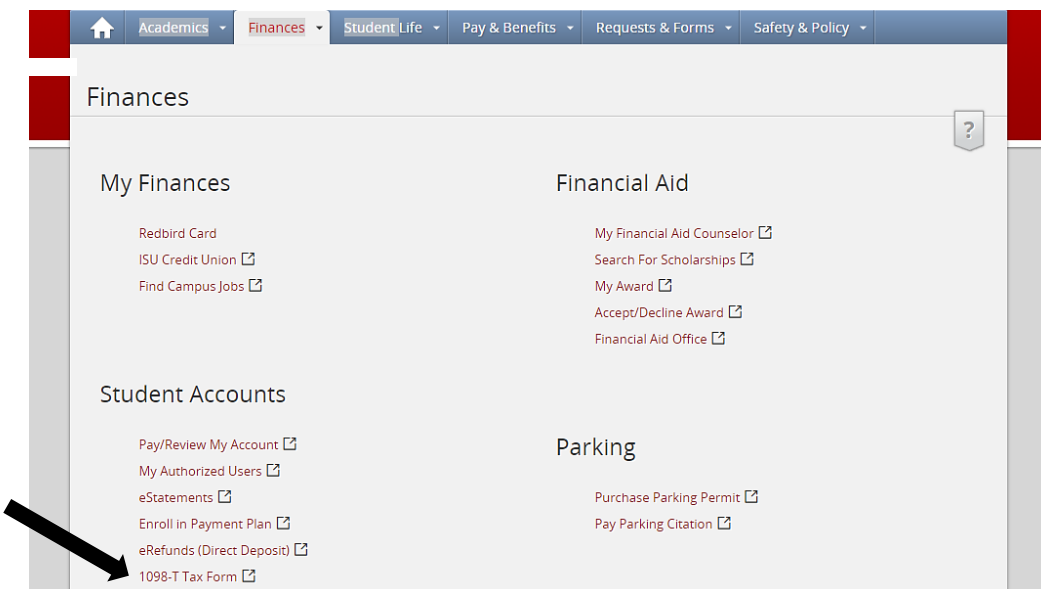 Academics Finances Student Life Pay & Benefits Requests & Forms Safety & Policy
Finances
?
My Finances
Redbird Card
ISU Credit Union
Find Campus Jobs
Financial Aid
My Financial Aid Counselor
Search For Scholarships
My Award
Accept/Decline Award
Financial Aid Office
Student Accounts
Pay/Review My Account
My Authorized Users
eStatements
Enroll in Payment Plan
eRefunds (Direct Deposit)
1098-T Tax Form
Parking
Purchase Parking Permit
Pay Parking Citation